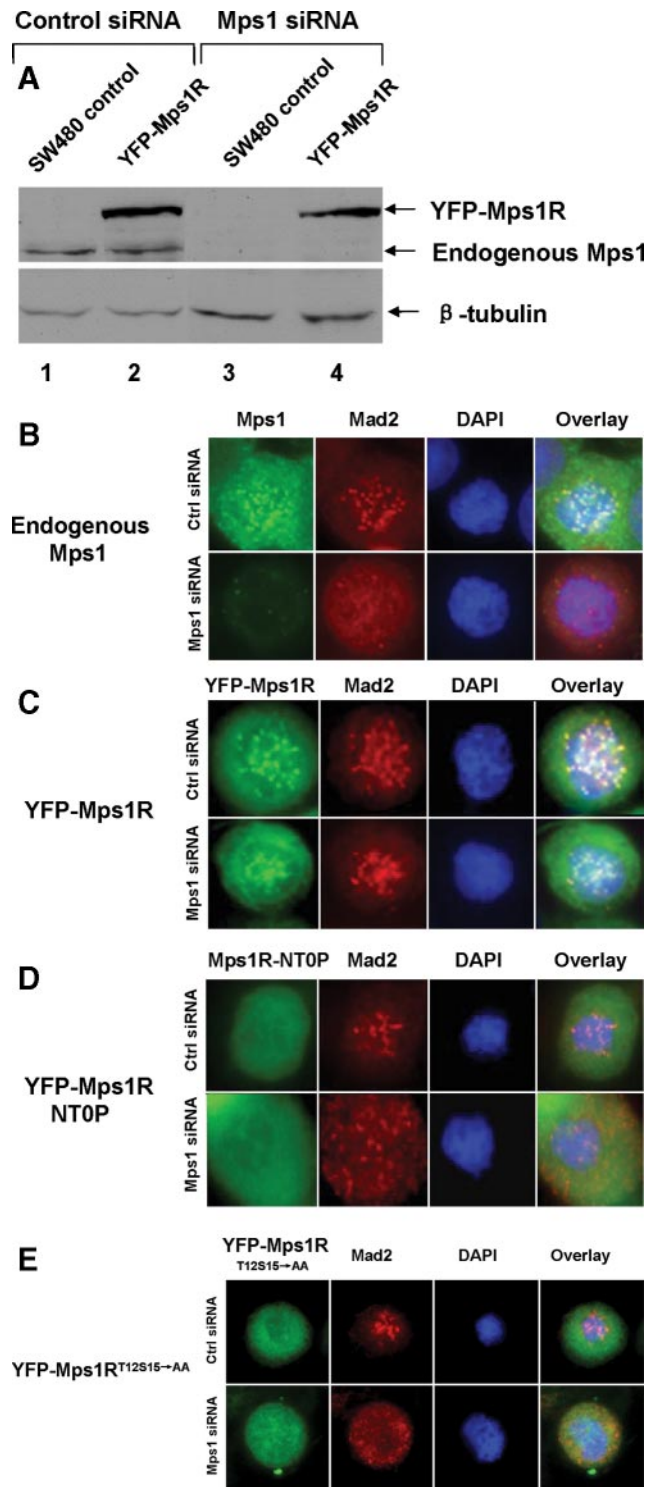 Control siRNA Mps1 siRNA
A
SW480 control YFP-Mps1R SW480 control YFP-Mps1R
YFP-Mps1R
Endogenous Mps1
β-tubulin
1 2 3 4
B
Mps1 Mad2 DAPI Overlay
Endogenous
Mps1
Ctrl siRNA
Mps1 siRNA
C
YFP-Mps1R Mad2 DAPI Overlay
YFP-Mps1R
Ctrl siRNA
Mps1 siRNA
D
Mps1R-NT0P Mad2 DAPI Overlay
YFP-Mps1R
NT0P
Ctrl siRNA
Mps1 siRNA
E
YFP-Mps1R
T12S15→AA
Mad2 DAPI Overlay
YFP-Mps1RT12S15→AA
Ctrl siRNA
Mps1 siRNA